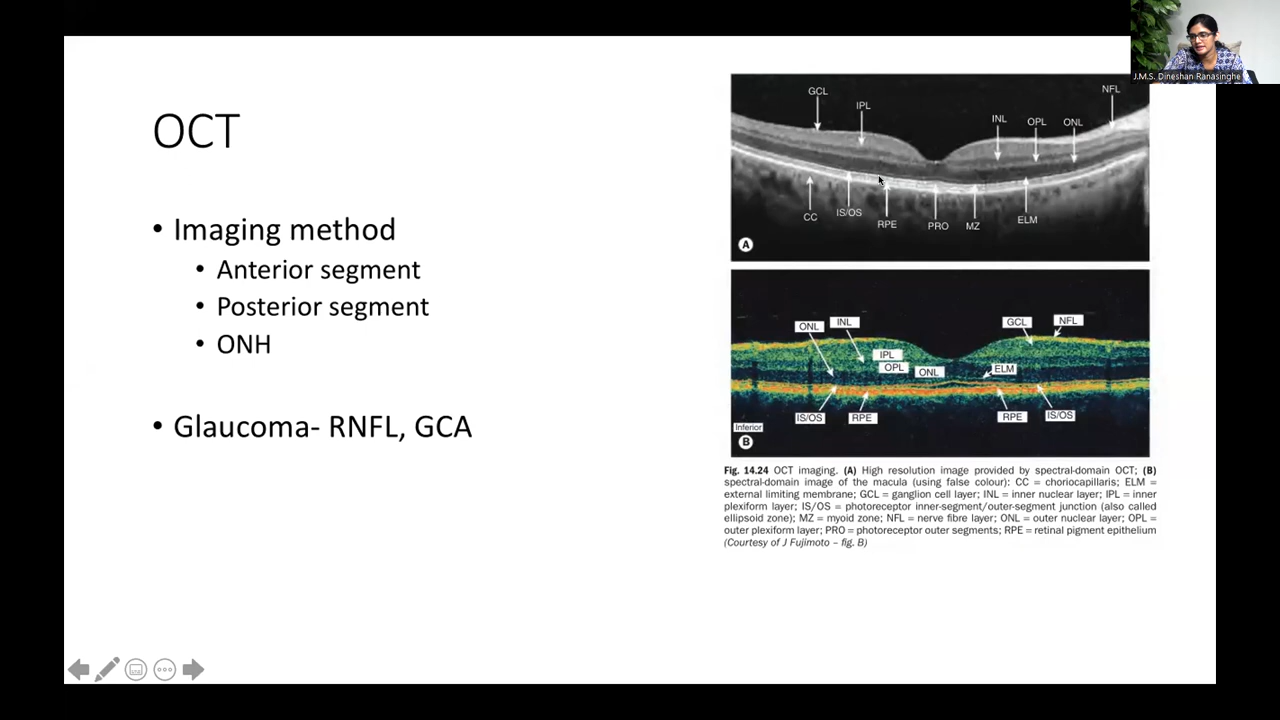 J.M.S. Dineshan Ranasinghe
OCT
• Imaging method
• Anterior segment
• Posterior segment
• ONH
• Glaucoma- RNFL, GCA
GCL
IPL
NFL
INL
OPL
ONL
CC
IS/OS
RPE
PRO
MZ
ELM
A
ONL
INL
GCL
NFL
IPL
OPL
ONL
ELM
IS/OS
RPE
RPE
IS/OS
Inferior
B
Fig. 14.24 OCT imaging. (A) High resolution image provided by spectral-domain OCT; (B)
spectral-domain image of the macula (using false colour): CC = choriocapillaris; ELM =
external limiting membrane; GCL = ganglion cell layer; INL = inner nuclear layer; IPL = inner
plexiform layer; IS/OS = photoreceptor inner-segment/outer-segment junction (also called
ellipsoid zone); MZ = myoid zone; NFL = nerve fibre layer; ONL = outer nuclear layer; OPL =
outer plexiform layer; PRO = photoreceptor outer segments; RPE = retinal pigment epithelium
(Courtesy of J Fujimoto – fig. B)